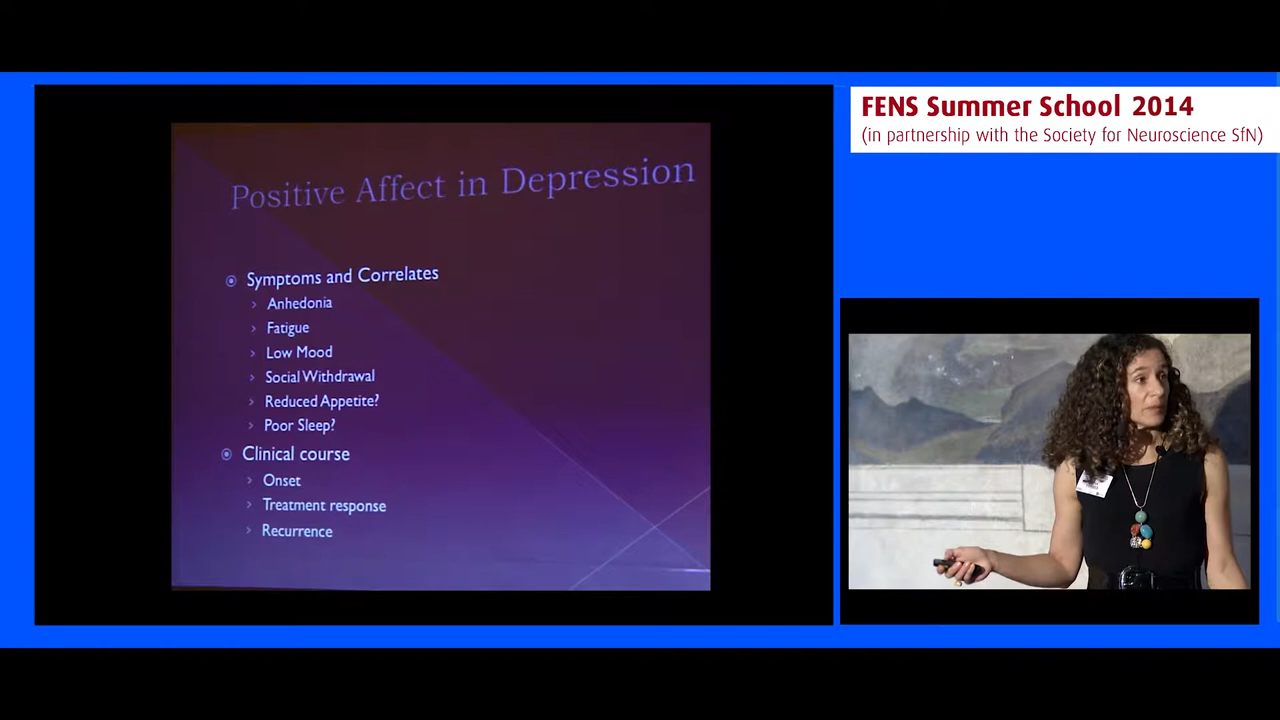 FENS Summer School 2014
(in partnership with the Society for Neuroscience SfN)
Positive Affect in Depression
Symptoms and Correlates
Anhedonia
Fatigue
Low Mood
Social Withdrawal
Reduced Appetite?
Poor Sleep?
Clinical course
Onset
Treatment response
Recurrence